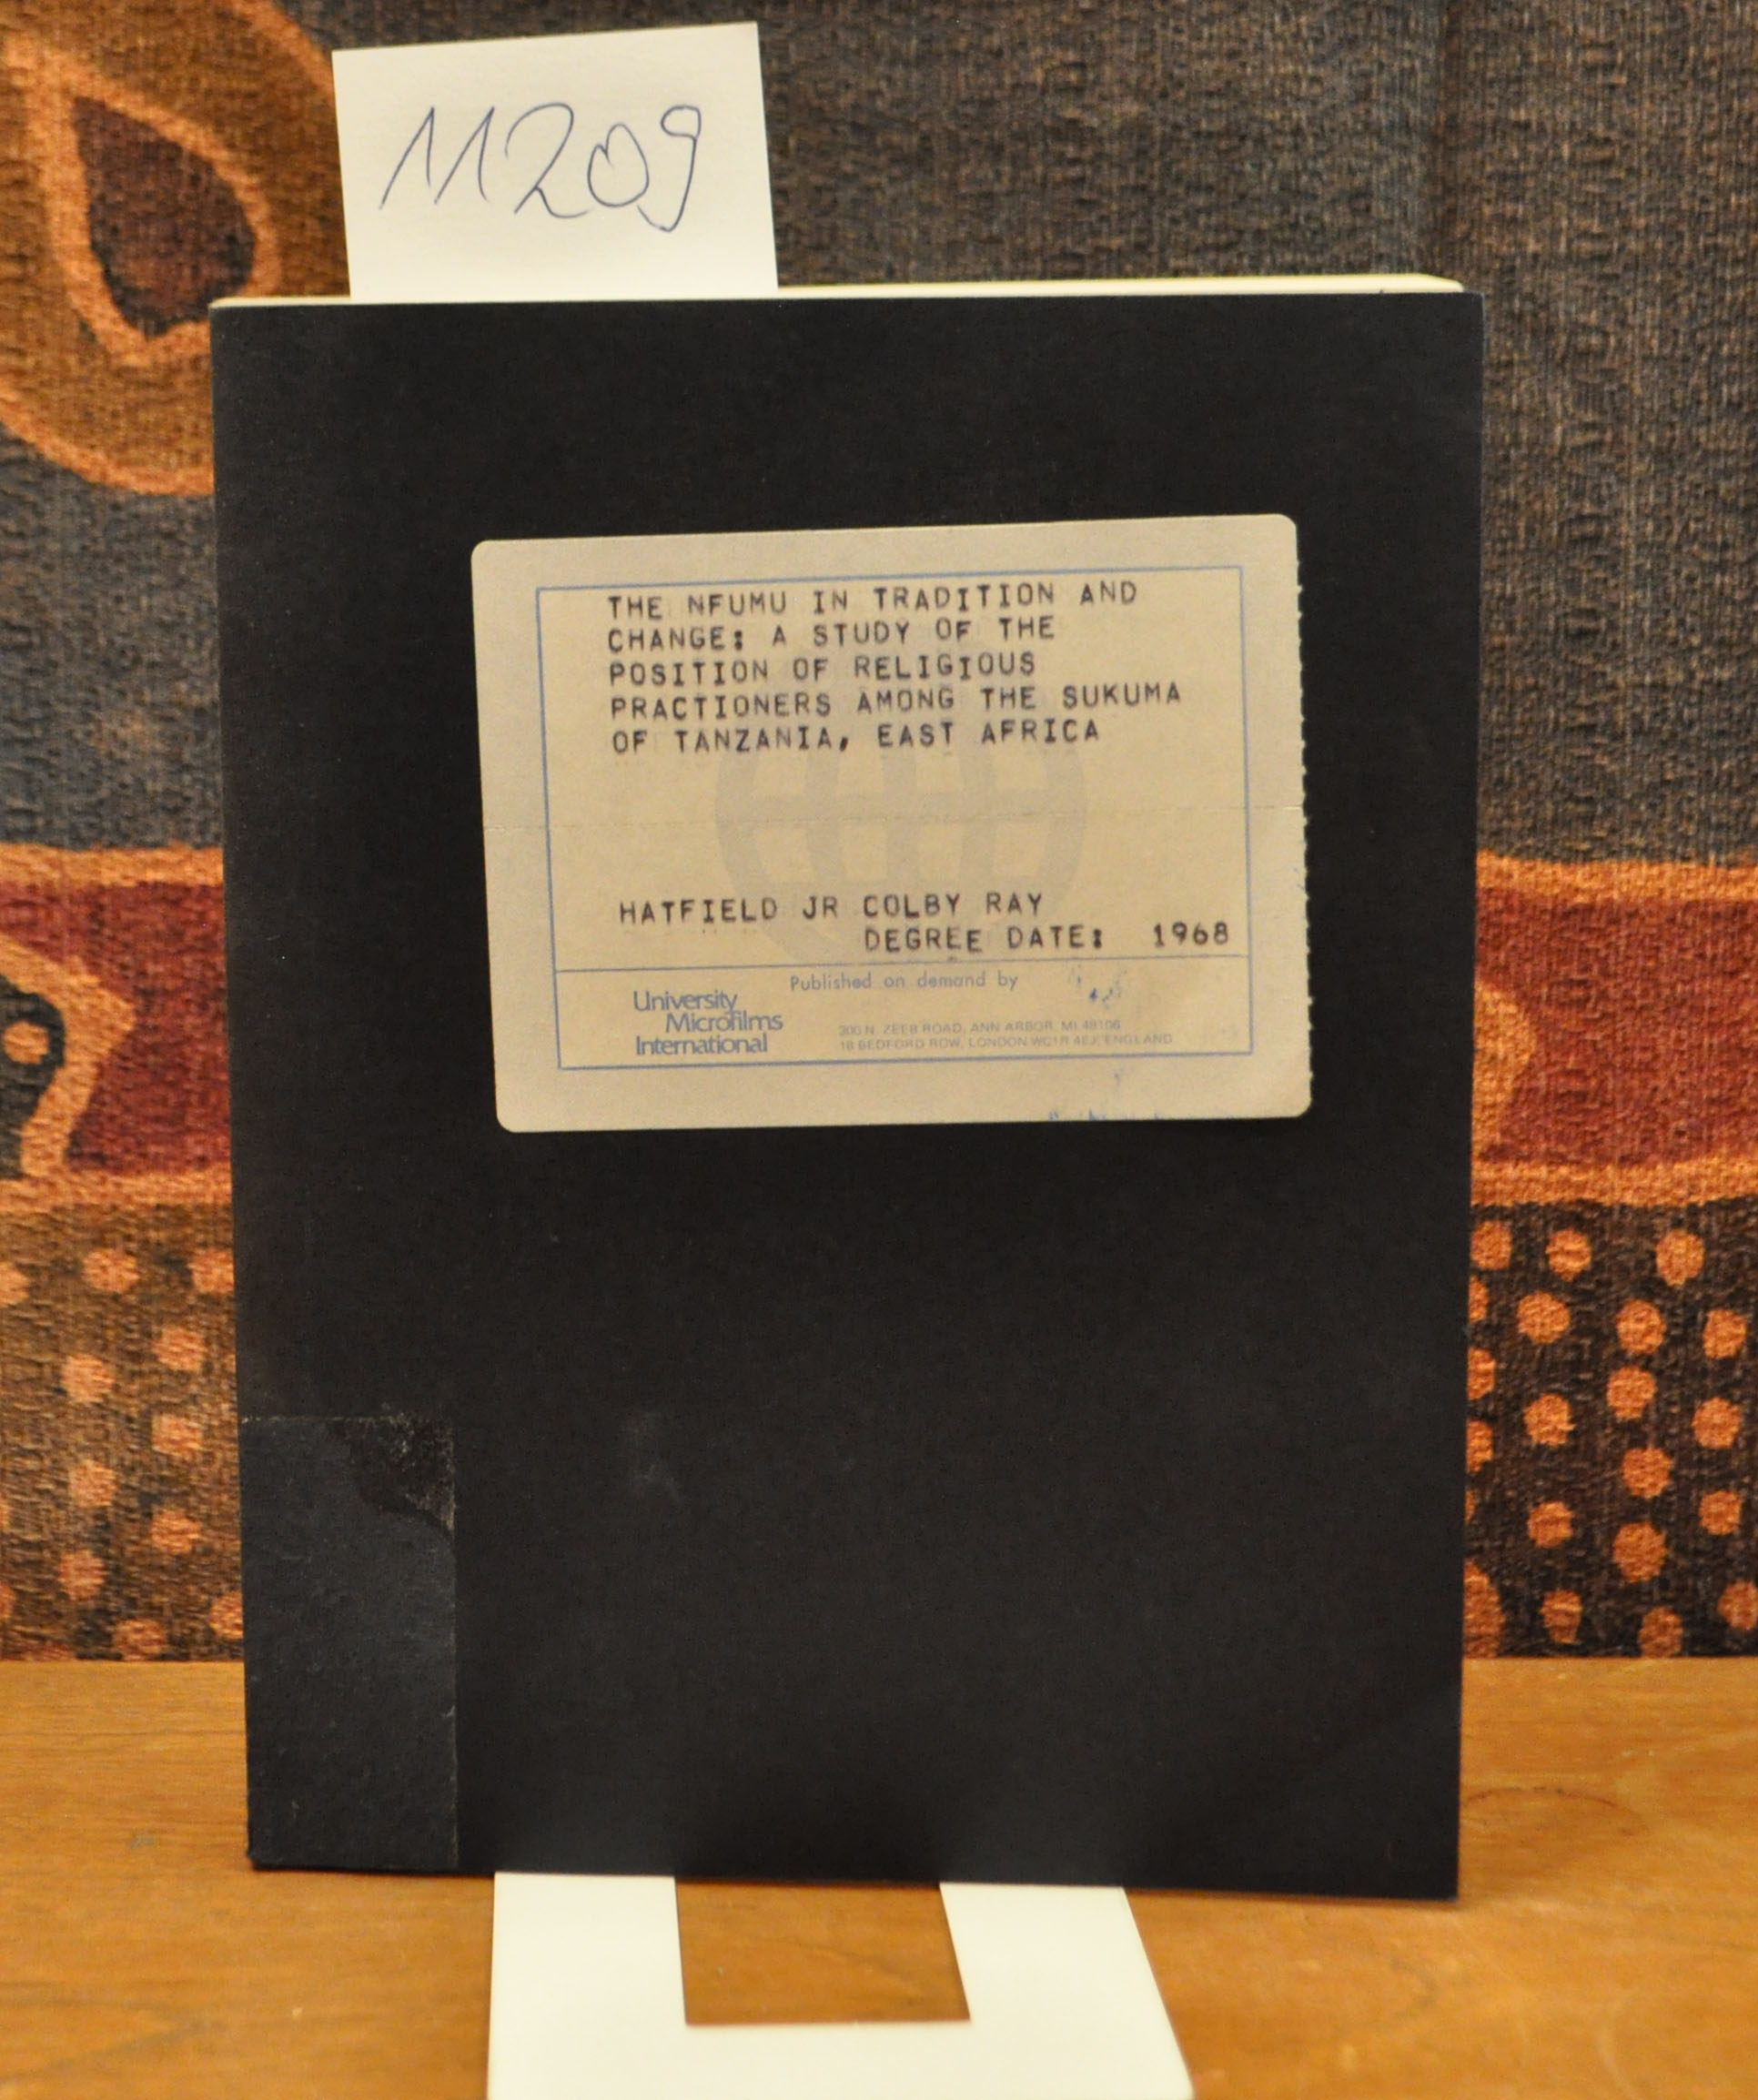 M209
THE NFUMU IN TRADITION AND
CHANGE: A STUDY OF THE
POSITION OF RELIGIOUS
PRACTIONERS AMONG THE SUKUMA
OF TANZANIA, EAST AFRICA
HATFIELD JR COLBY RAY
DEGREE DATE: 1968
Published on demand by
University
Microfilms
International
300 N. ZEEB ROAD, ANN ARBOR, MI 48106
18 BEDFORD ROW, LONDON WC1R 4EJ, ENGLAND